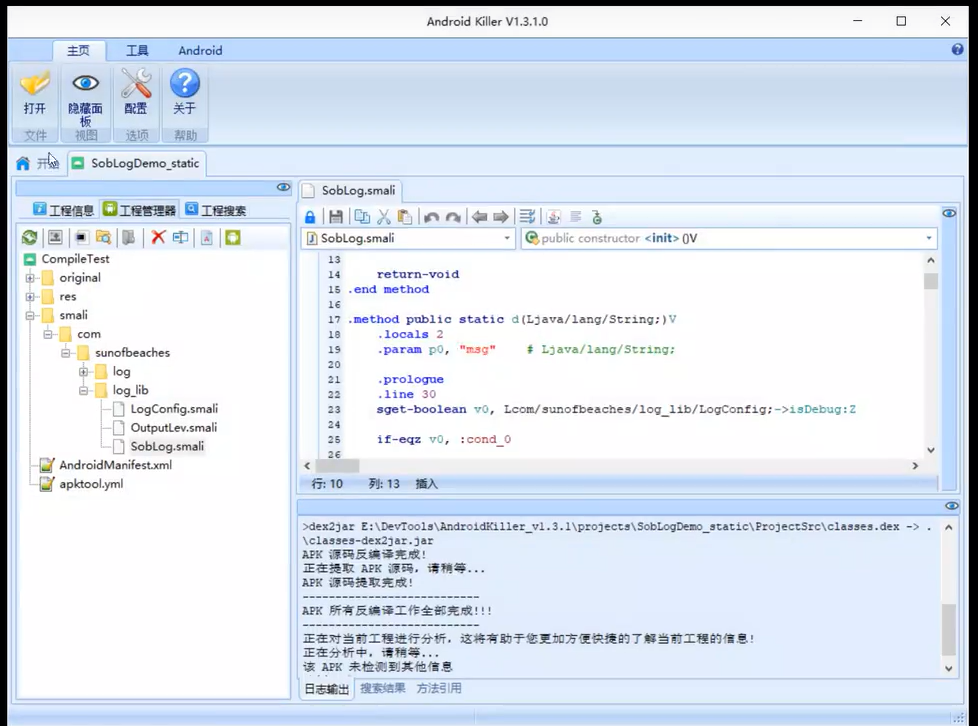 Android Killer V1.3.1.0
主页 工具 Android
打开 隐藏面板 配置 关于
文件 视图 选项 帮助
SobLogDemo_static
工程信息 工程管理器 工程搜索
CompileTest
original
res
smali
com
sunofbeaches
log
log_lib
LogConfig.smali
OutputLev.smali
SobLog.smali
AndroidManifest.xml
apktool.yml
SobLog.smali
SobLog.smali public constructor <init> ()V
13
14 return-void
15 .end method
16
17 .method public static d(Ljava/lang/String;)V
18 .locals 2
19 .param p0, "msg" # Ljava/lang/String;
20
21 .prologue
22 .line 30
23 sget-boolean v0, Lcom/sunofbeaches/log_lib/LogConfig;->isDebug:Z
24
25 if-eqz v0, :cond_0
26
行: 10 列: 13 插入
>dex2jar E:\DevTools\AndroidKiller_v1.3.1\projects\SobLogDemo_static\ProjectSrc\classes.dex -> .
\classes-dex2jar.jar
APK 源码反编译完成!
正在提取 APK 源码，请稍等...
APK 源码提取完成!
--------------------------
APK 所有反编译工作全部完成!!!
--------------------------
正在对当前工程进行分析，这将有助于您更加方便快捷的了解当前工程的信息!
正在分析中，请稍等...
该 APK 未检测到其他信息
日志输出 搜索结果 方法引用